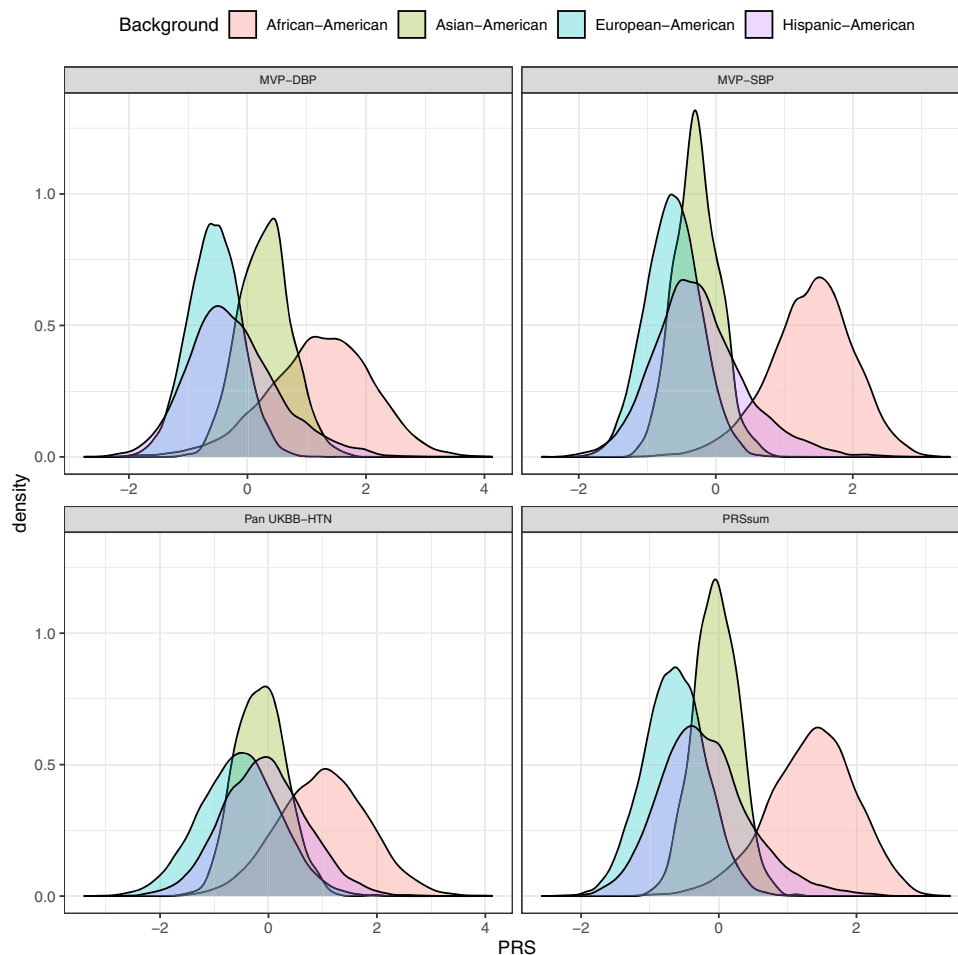 Background African−American Asian−American European−American Hispanic−American
MVP−DBP MVP−SBP
1.0
0.5
0.0
−2 0 2 4 −2 0 2
density
Pan UKBB−HTN PRSsum
1.0
0.5
0.0
−2 0 2 4 −2 0 2
PRS